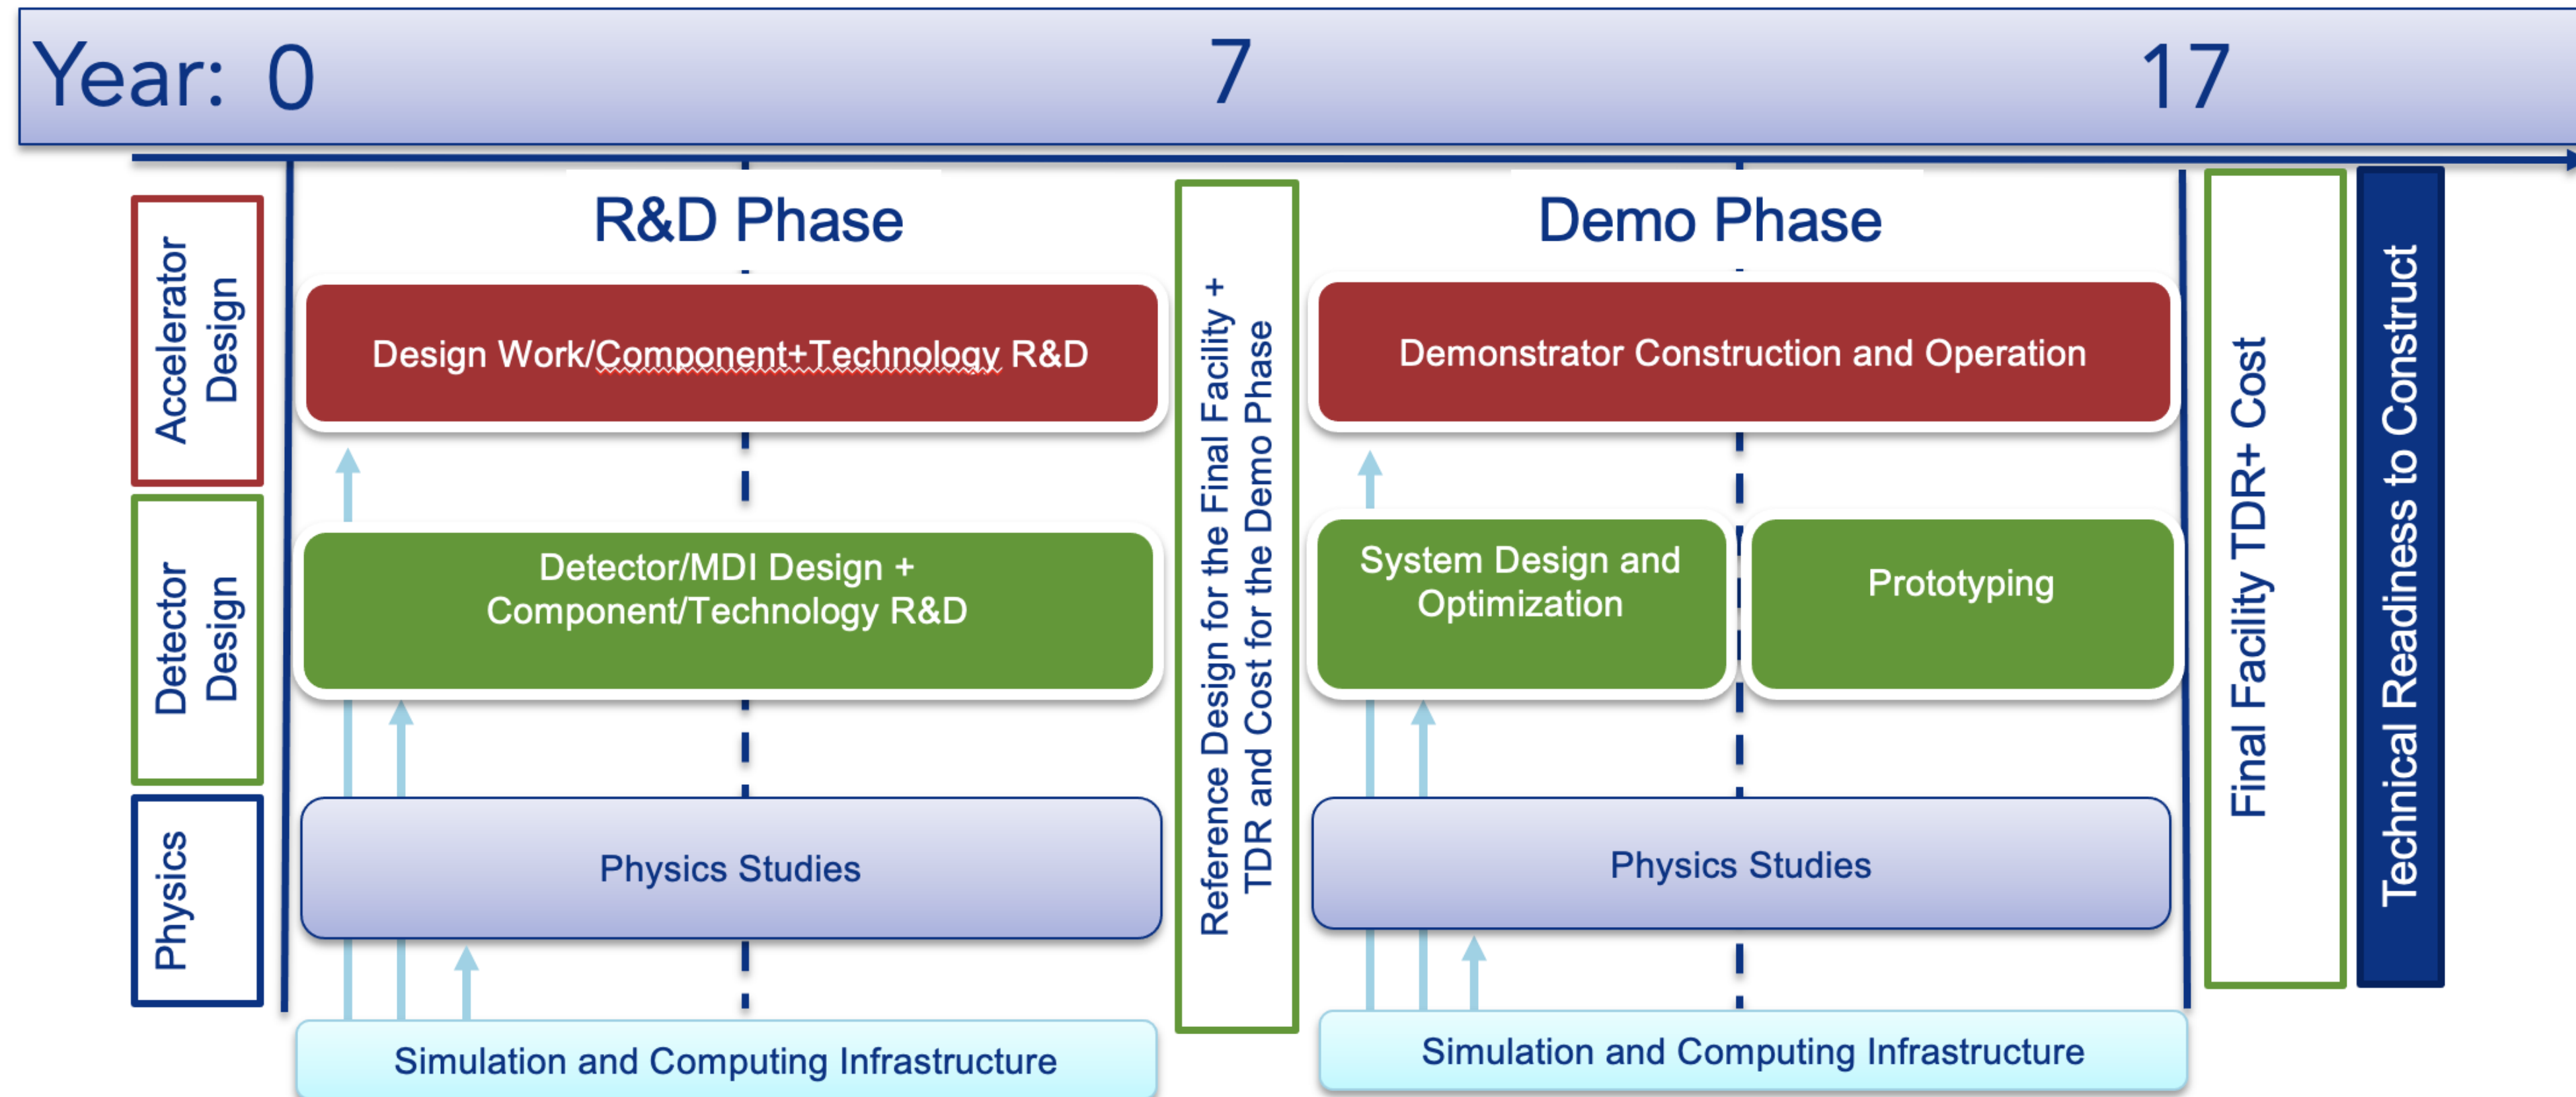 Year: 0 7 17
R&D Phase
Demo Phase
Accelerator
Design
Design Work/Component+Technology R&D
Demonstrator Construction and Operation
Detector
Design
Detector/MDI Design +
Component/Technology R&D
System Design and
Optimization
Prototyping
Physics
Physics Studies
Physics Studies
Simulation and Computing Infrastructure
Simulation and Computing Infrastructure
Reference Design for the Final Facility +
TDR and Cost for the Demo Phase
Final Facility TDR+ Cost
Technical Readiness to Construct